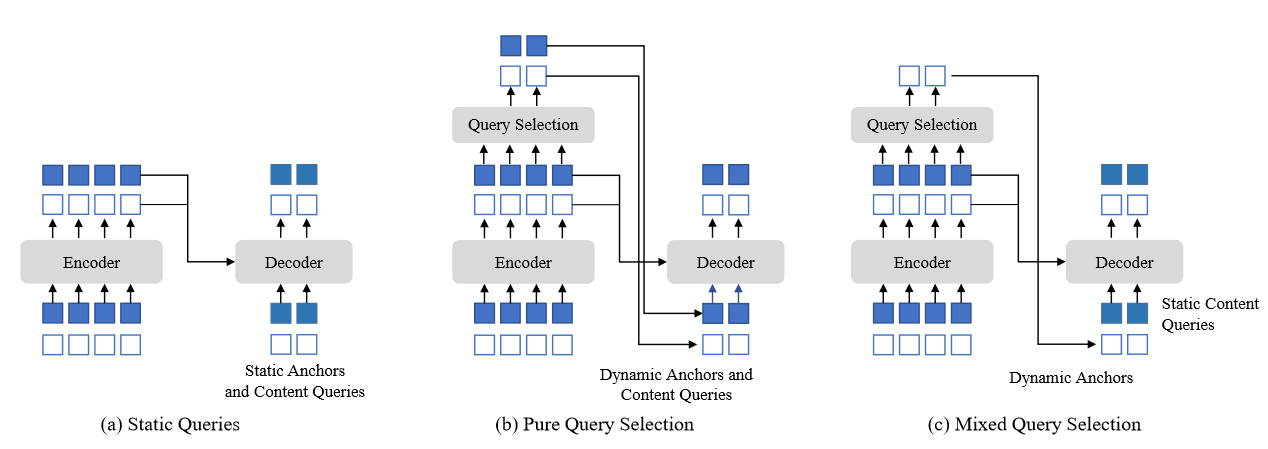 Encoder
Decoder
Static Anchors
and Content Queries
(a) Static Queries
Query Selection
Encoder
Decoder
Dynamic Anchors and
Content Queries
(b) Pure Query Selection
Query Selection
Encoder
Decoder
Static Content
Queries
Dynamic Anchors
(c) Mixed Query Selection